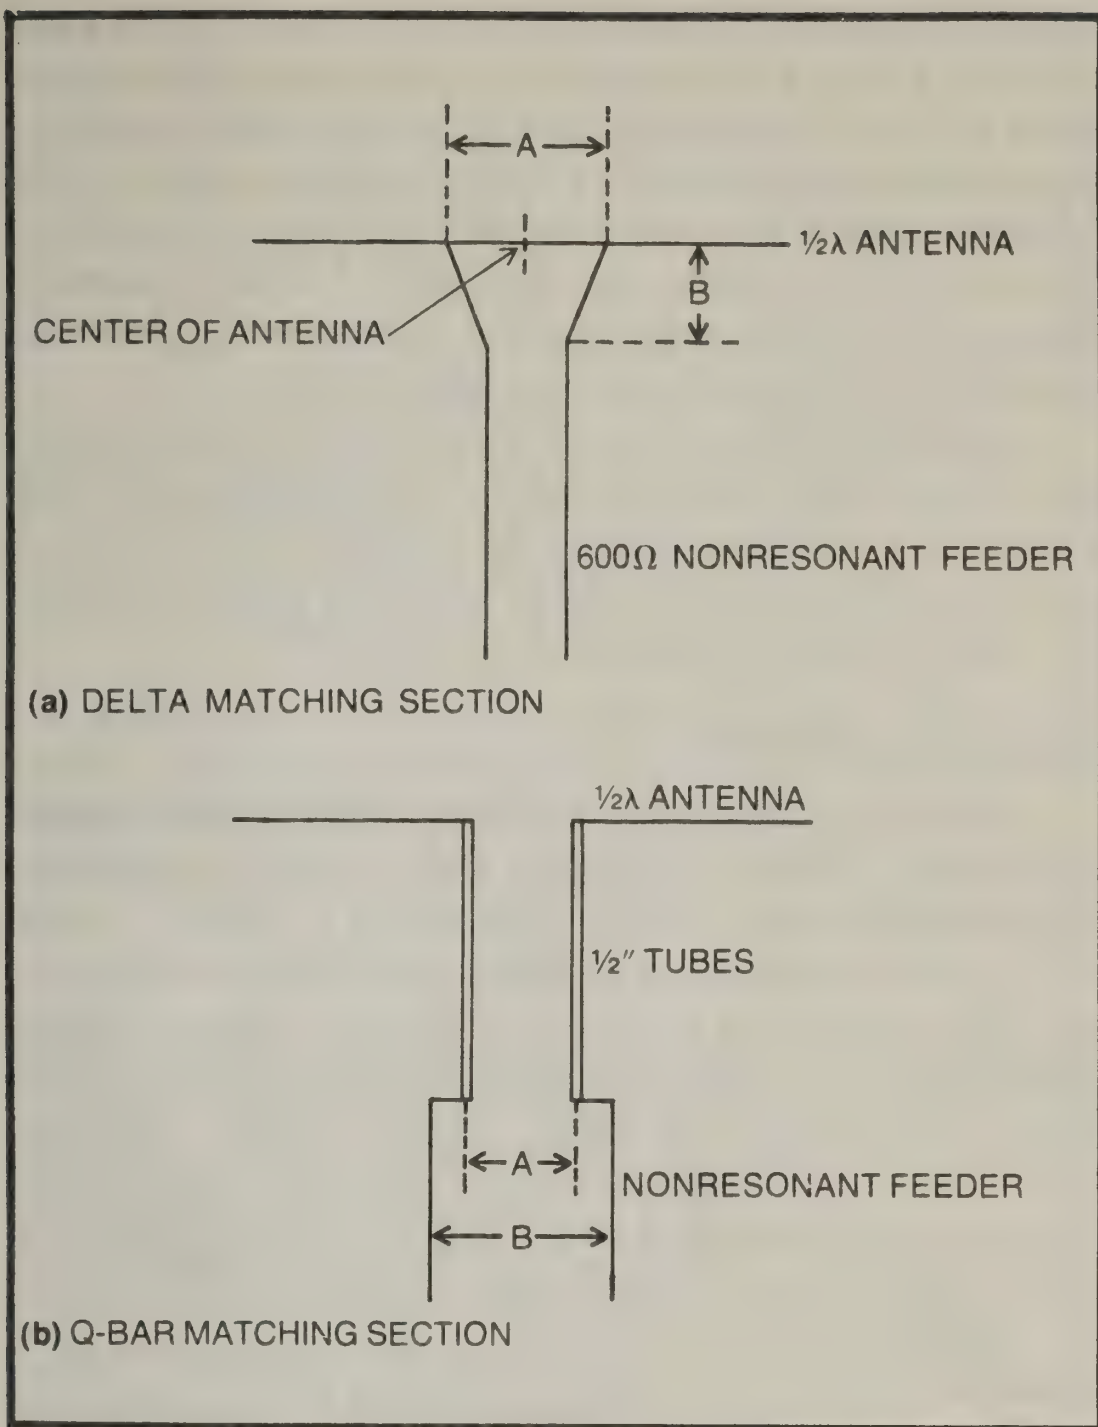 A
½λ ANTENNA
B
CENTER OF ANTENNA
600Ω NONRESONANT FEEDER
(a) DELTA MATCHING SECTION
½λ ANTENNA
½" TUBES
A
NONRESONANT FEEDER
B
(b) Q-BAR MATCHING SECTION